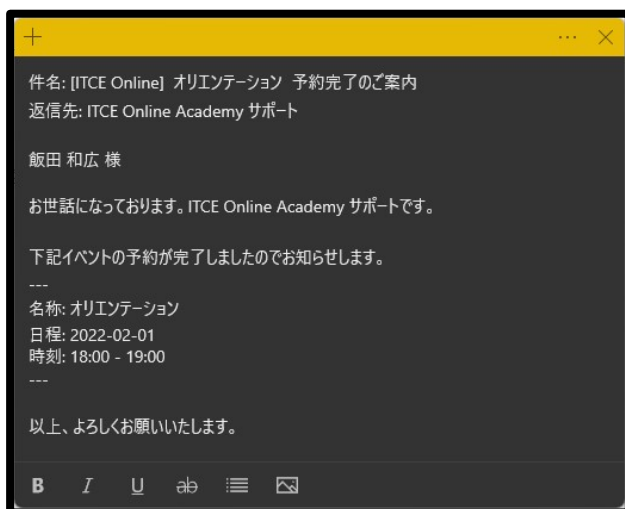 件名: [ITCE Online] オリエンテーション 予約完了のご案内
返信先: ITCE Online Academy サポート
飯田 和広 様
お世話になっております。ITCE Online Academy サポートです。
下記イベントの予約が完了しましたのでお知らせします。
---
名称: オリエンテーション
日程: 2022-02-01
時刻: 18:00 - 19:00
---
以上、よろしくお願いいたします。
B I U ab